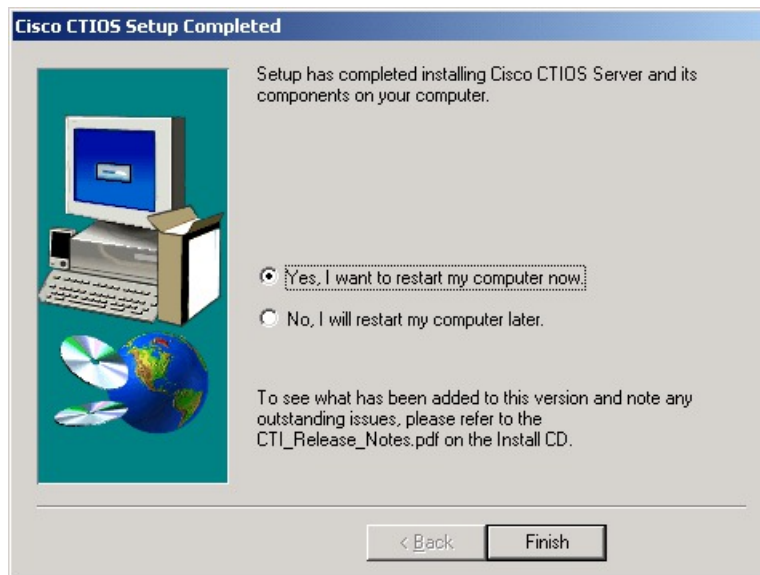 Cisco CTIOS Setup Completed
Setup has completed installing Cisco CTIOS Server and its
components on your computer.
Yes, I want to restart my computer now.
No, I will restart my computer later.
To see what has been added to this version and note any
outstanding issues, please refer to the
CTI_Release_Notes.pdf on the Install CD.
< Back
Finish